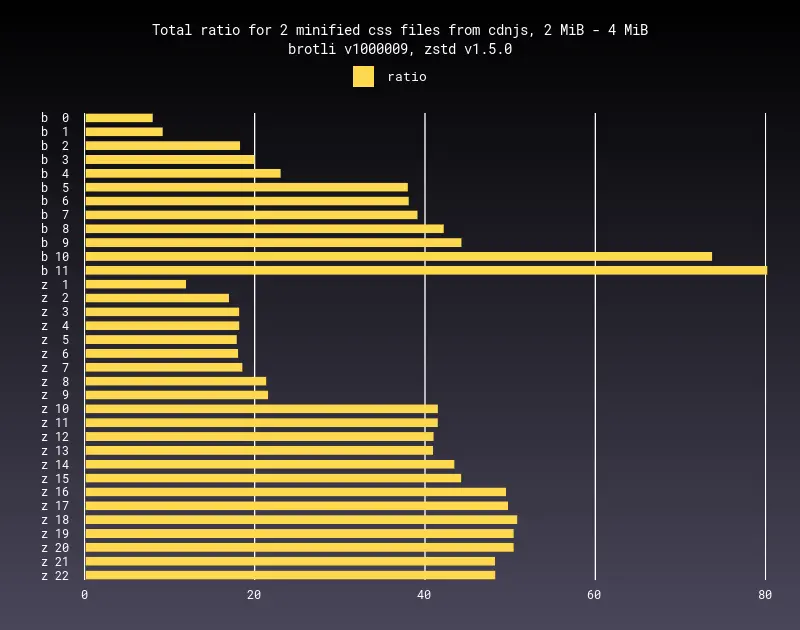 Total ratio for 2 minified css files from cdnjs, 2 MiB - 4 MiB
brotli v1000009, zstd v1.5.0
ratio
b  0
b  1
b  2
b  3
b  4
b  5
b  6
b  7
b  8
b  9
b 10
b 11
z  1
z  2
z  3
z  4
z  5
z  6
z  7
z  8
z  9
z 10
z 11
z 12
z 13
z 14
z 15
z 16
z 17
z 18
z 19
z 20
z 21
z 22
0 20 40 60 80